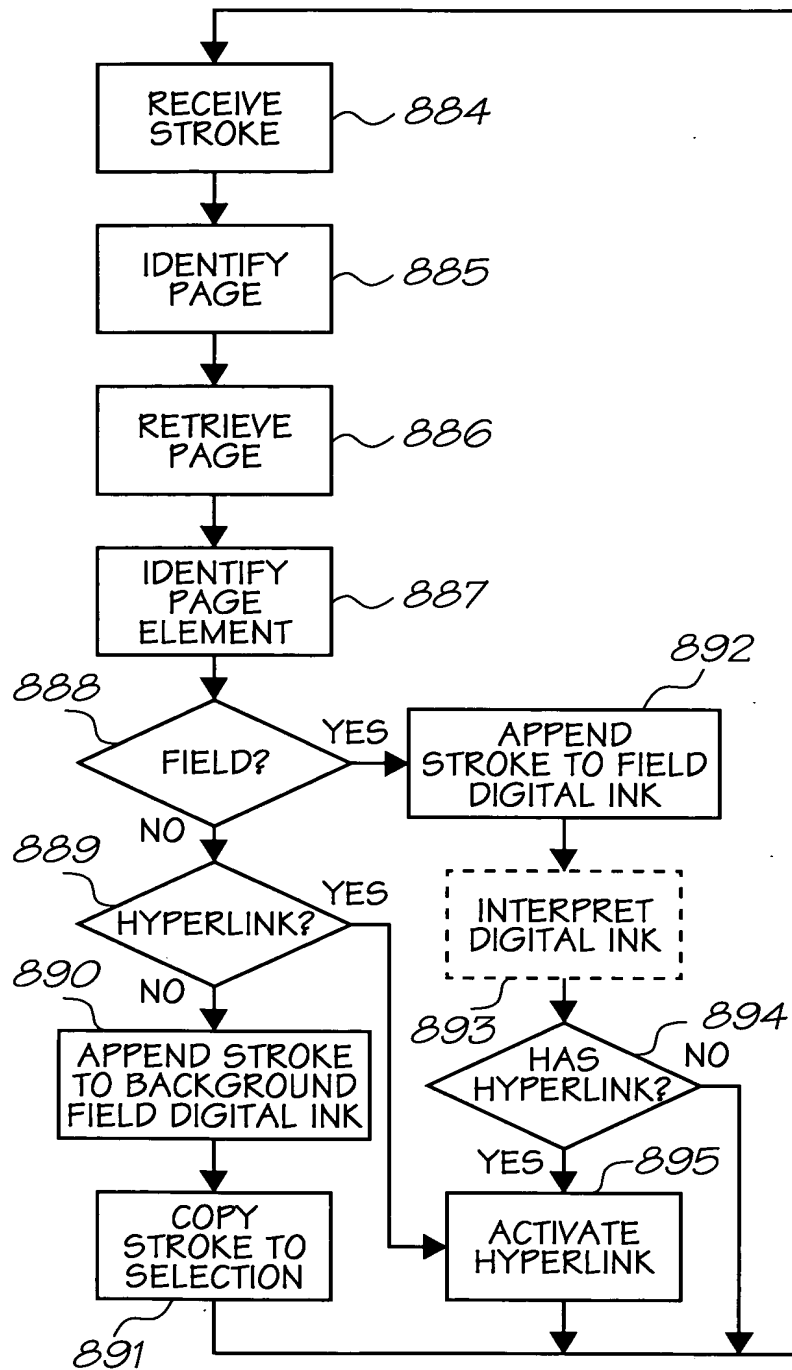 RECEIVE
STROKE
884
IDENTIFY
PAGE
885
RETRIEVE
PAGE
886
IDENTIFY
PAGE
ELEMENT
887
888
FIELD?
YES
NO
892
APPEND
STROKE TO FIELD
DIGITAL INK
889
HYPERLINK?
YES
NO
INTERPRET
DIGITAL INK
893
890
APPEND STROKE
TO BACKGROUND
FIELD DIGITAL INK
894
HAS
HYPERLINK?
NO
YES
COPY
STROKE TO
SELECTION
891
895
ACTIVATE
HYPERLINK